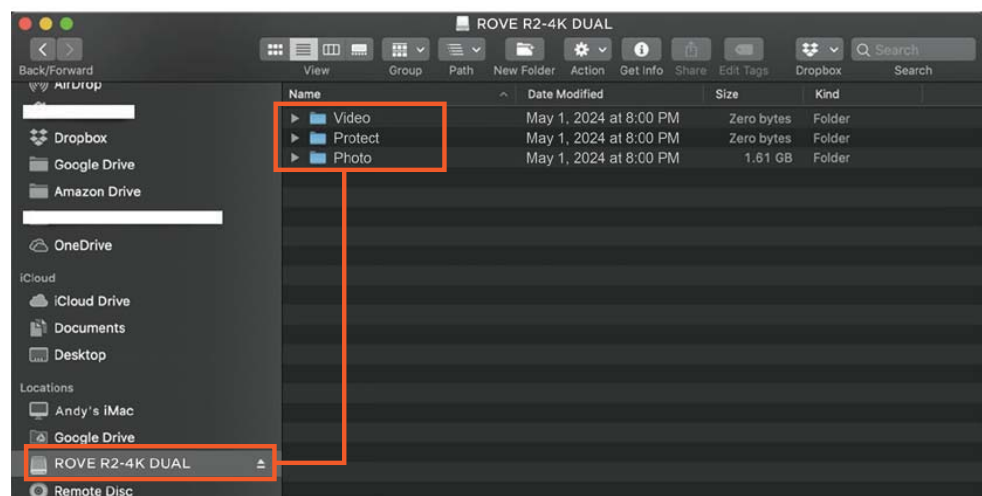 ROVE R2-4K DUAL
Search
Back/Forward
View
Group
Path
New Folder
Action
Get Info
Share
Edit Tags
Dropbox
Search
AirDrop
Name
Date Modified
Size
Kind
Video May 1, 2024 at 8:00 PM Zero bytes Folder
Protect May 1, 2024 at 8:00 PM Zero bytes Folder
Photo May 1, 2024 at 8:00 PM 1.61 GB Folder
Dropbox
Google Drive
Amazon Drive
OneDrive
iCloud
iCloud Drive
Documents
Desktop
Locations
Andy's iMac
Google Drive
ROVE R2-4K DUAL
Remote Disc